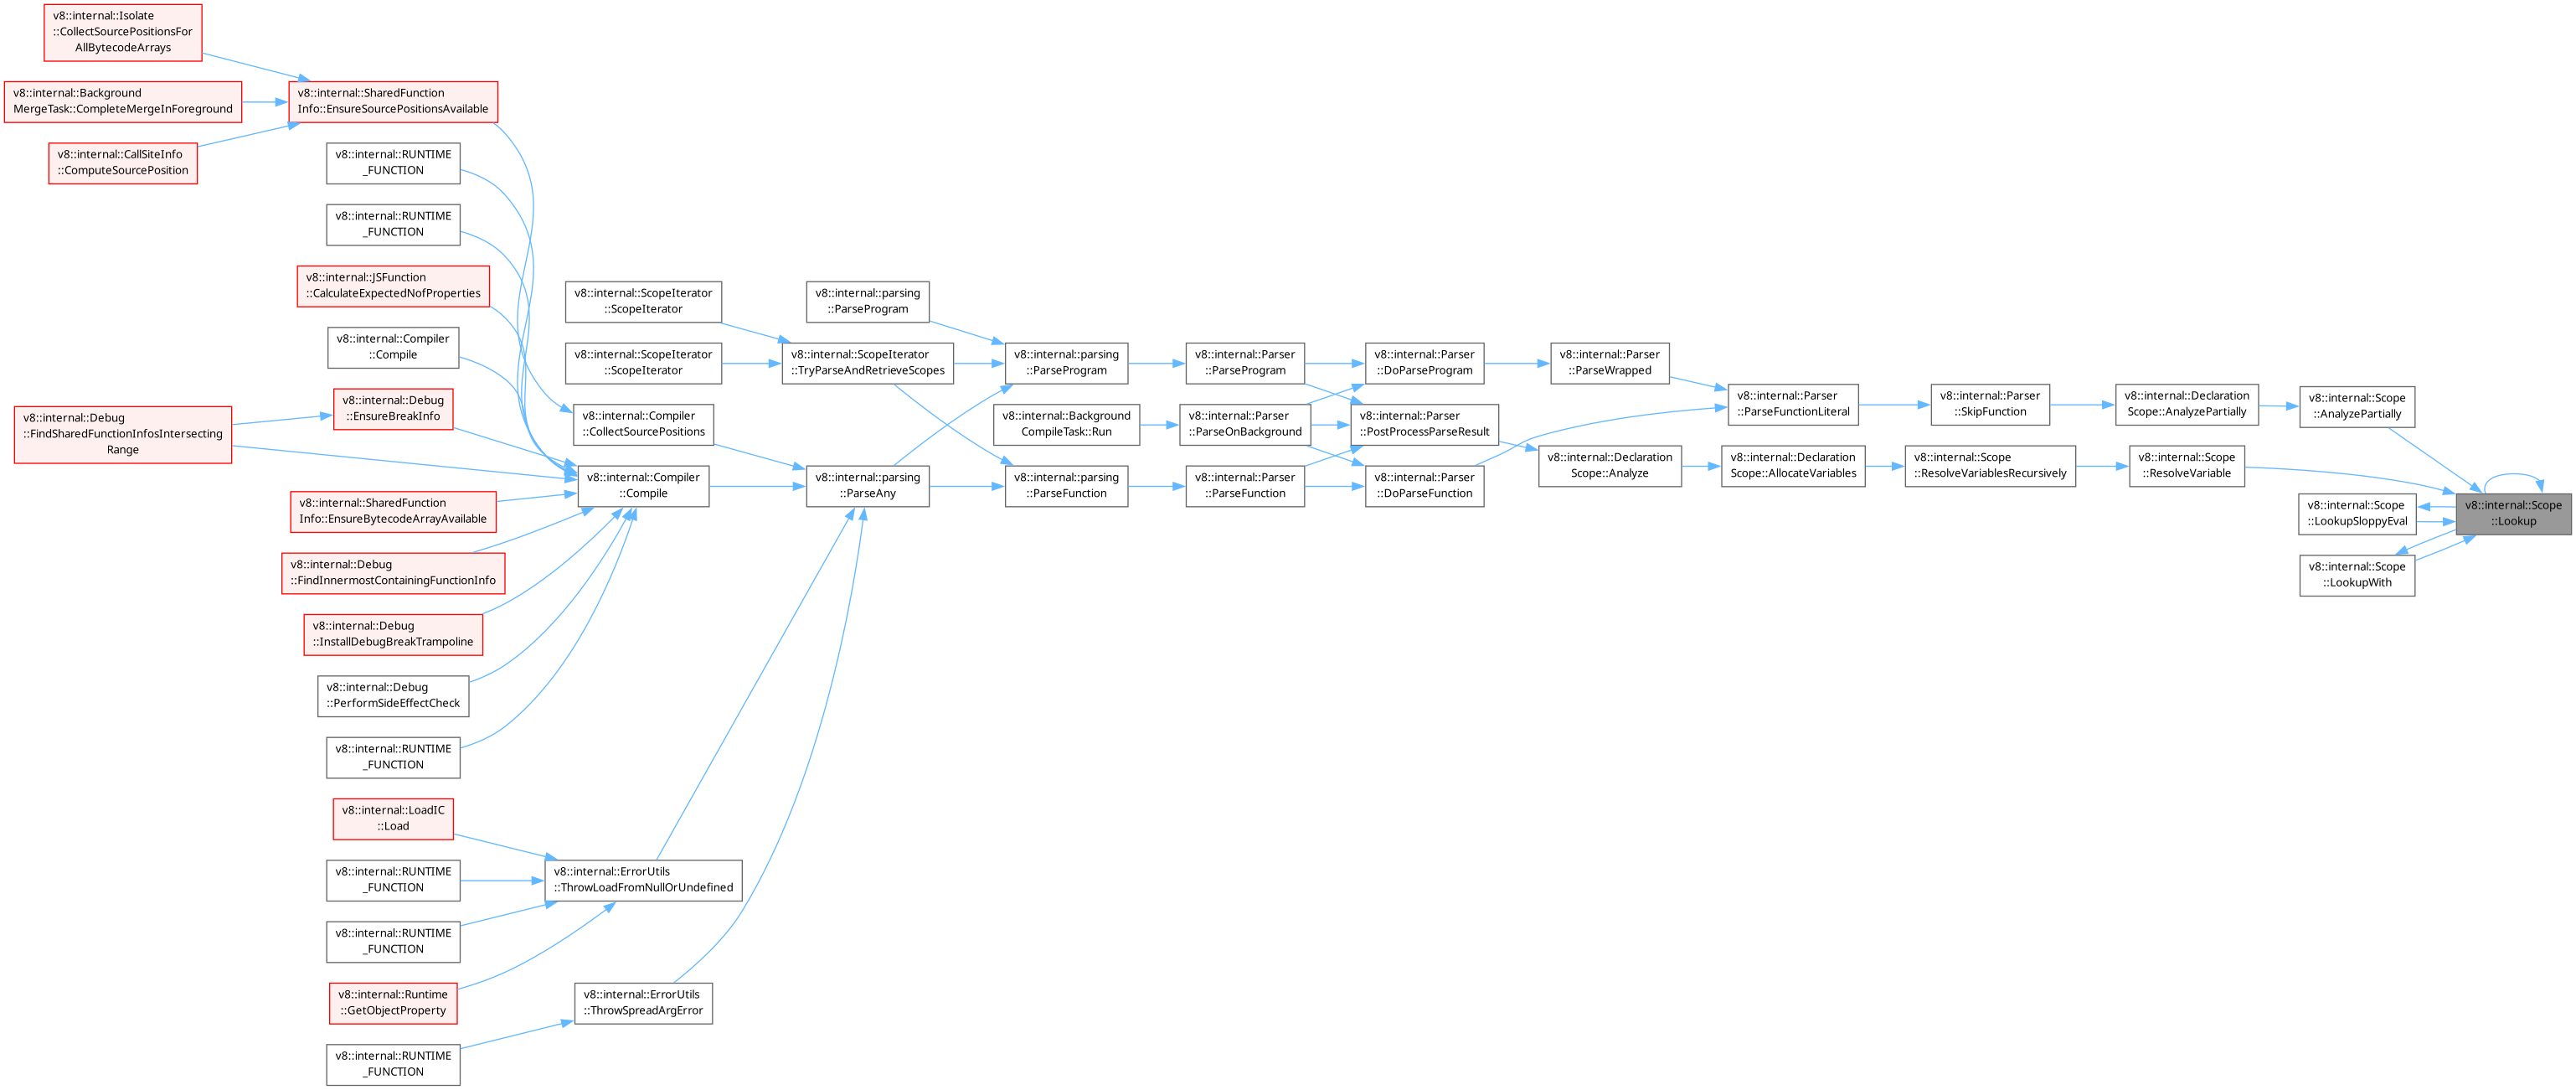 v8::internal::Isolate
::CollectSourcePositionsFor
AllBytecodeArrays
v8::internal::Background
MergeTask::CompleteMergeInForeground
v8::internal::CallSiteInfo
::ComputeSourcePosition
v8::internal::Debug
::FindSharedFunctionInfosIntersecting
Range
v8::internal::SharedFunction
Info::EnsureSourcePositionsAvailable
v8::internal::RUNTIME
_FUNCTION
v8::internal::RUNTIME
_FUNCTION
v8::internal::JSFunction
::CalculateExpectedNofProperties
v8::internal::Compiler
::Compile
v8::internal::Debug
::EnsureBreakInfo
v8::internal::SharedFunction
Info::EnsureBytecodeArrayAvailable
v8::internal::Debug
::FindInnermostContainingFunctionInfo
v8::internal::Debug
::InstallDebugBreakTrampoline
v8::internal::Debug
::PerformSideEffectCheck
v8::internal::RUNTIME
_FUNCTION
v8::internal::LoadIC
::Load
v8::internal::RUNTIME
_FUNCTION
v8::internal::RUNTIME
_FUNCTION
v8::internal::Runtime
::GetObjectProperty
v8::internal::RUNTIME
_FUNCTION
v8::internal::ScopeIterator
::ScopeIterator
v8::internal::ScopeIterator
::ScopeIterator
v8::internal::Compiler
::CollectSourcePositions
v8::internal::Compiler
::Compile
v8::internal::ErrorUtils
::ThrowLoadFromNullOrUndefined
v8::internal::ErrorUtils
::ThrowSpreadArgError
v8::internal::parsing
::ParseProgram
v8::internal::ScopeIterator
::TryParseAndRetrieveScopes
v8::internal::parsing
::ParseAny
v8::internal::parsing
::ParseProgram
v8::internal::Background
CompileTask::Run
v8::internal::parsing
::ParseFunction
v8::internal::Parser
::ParseProgram
v8::internal::Parser
::ParseOnBackground
v8::internal::Parser
::ParseFunction
v8::internal::Parser
::DoParseProgram
v8::internal::Parser
::PostProcessParseResult
v8::internal::Parser
::DoParseFunction
v8::internal::Parser
::ParseWrapped
v8::internal::Declaration
Scope::Analyze
v8::internal::Parser
::ParseFunctionLiteral
v8::internal::Declaration
Scope::AllocateVariables
v8::internal::Parser
::SkipFunction
v8::internal::Scope
::ResolveVariablesRecursively
v8::internal::Declaration
Scope::AnalyzePartially
v8::internal::Scope
::ResolveVariable
v8::internal::Scope
::AnalyzePartially
v8::internal::Scope
::LookupSloppyEval
v8::internal::Scope
::LookupWith
v8::internal::Scope
::Lookup